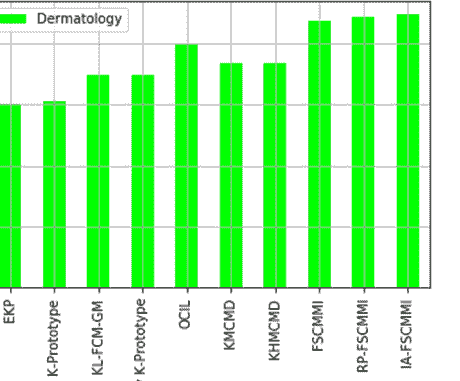 Dermatology
EKP
K-Prototype
KL-FCM-GM
K-Prototype
OCIL
KMCMD
KHMCMD
FSCMMI
RP-FSCMMI
IA-FSCMMI